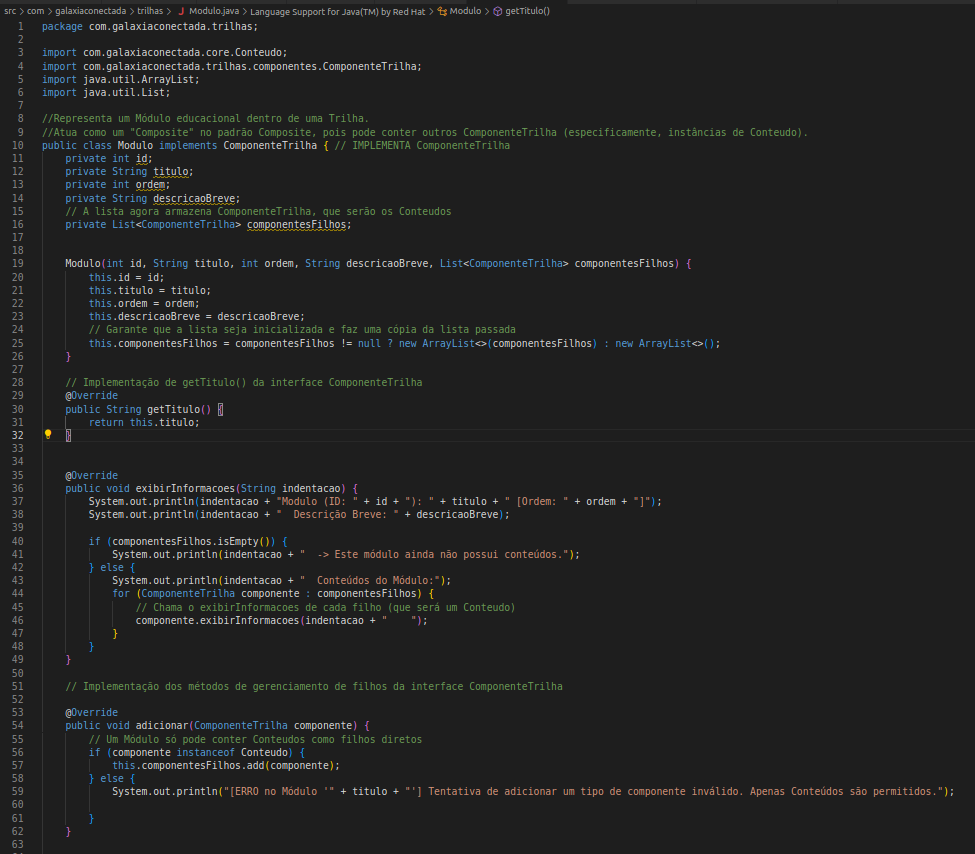 src > com > galaxiaconectada > trilhas > J Modulo.java > Language Support for Java(TM) by Red Hat > Modulo > getTitulo()
1 package com.galaxiaconectada.trilhas;
2
3 import com.galaxiaconectada.core.Conteudo;
4 import com.galaxiaconectada.trilhas.componentes.ComponenteTrilha;
5 import java.util.ArrayList;
6 import java.util.List;
7
8 //Representa um Módulo educacional dentro de uma Trilha.
9 //Atua como um "Composite" no padrão Composite, pois pode conter outros ComponenteTrilha (especificamente, instâncias de Conteudo).
10 public class Modulo implements ComponenteTrilha { // IMPLEMENTA ComponenteTrilha
11     private int id;
12     private String titulo;
13     private int ordem;
14     private String descricaoBreve;
15     // A lista agora armazena ComponenteTrilha, que serão os Conteudos
16     private List<ComponenteTrilha> componentesFilhos;
17
18
19     Modulo(int id, String titulo, int ordem, String descricaoBreve, List<ComponenteTrilha> componentesFilhos) {
20         this.id = id;
21         this.titulo = titulo;
22         this.ordem = ordem;
23         this.descricaoBreve = descricaoBreve;
24         // Garante que a lista seja inicializada e faz uma cópia da lista passada
25         this.componentesFilhos = componentesFilhos != null ? new ArrayList<>(componentesFilhos) : new ArrayList<>();
26     }
27
28     // Implementação de getTitulo() da interface ComponenteTrilha
29     @Override
30     public String getTitulo() {
31         return this.titulo;
32     }
33
34
35     @Override
36     public void exibirInformacoes(String indentacao) {
37         System.out.println(indentacao + "Modulo (ID: " + id + "): " + titulo + " [Ordem: " + ordem + "]");
38         System.out.println(indentacao + "  Descrição Breve: " + descricaoBreve);
39
40         if (componentesFilhos.isEmpty()) {
41             System.out.println(indentacao + "  -> Este módulo ainda não possui conteúdos.");
42         } else {
43             System.out.println(indentacao + "  Conteúdos do Módulo:");
44             for (ComponenteTrilha componente : componentesFilhos) {
45                 // Chama o exibirInformacoes de cada filho (que será um Conteudo)
46                 componente.exibirInformacoes(indentacao + "    ");
47             }
48         }
49     }
50
51     // Implementação dos métodos de gerenciamento de filhos da interface ComponenteTrilha
52
53     @Override
54     public void adicionar(ComponenteTrilha componente) {
55         // Um Módulo só pode conter Conteudos como filhos diretos
56         if (componente instanceof Conteudo) {
57             this.componentesFilhos.add(componente);
58         } else {
59             System.out.println("[ERRO no Módulo '" + titulo + "'] Tentativa de adicionar um tipo de componente inválido. Apenas Conteúdos são permitidos.");
60
61         }
62     }
63